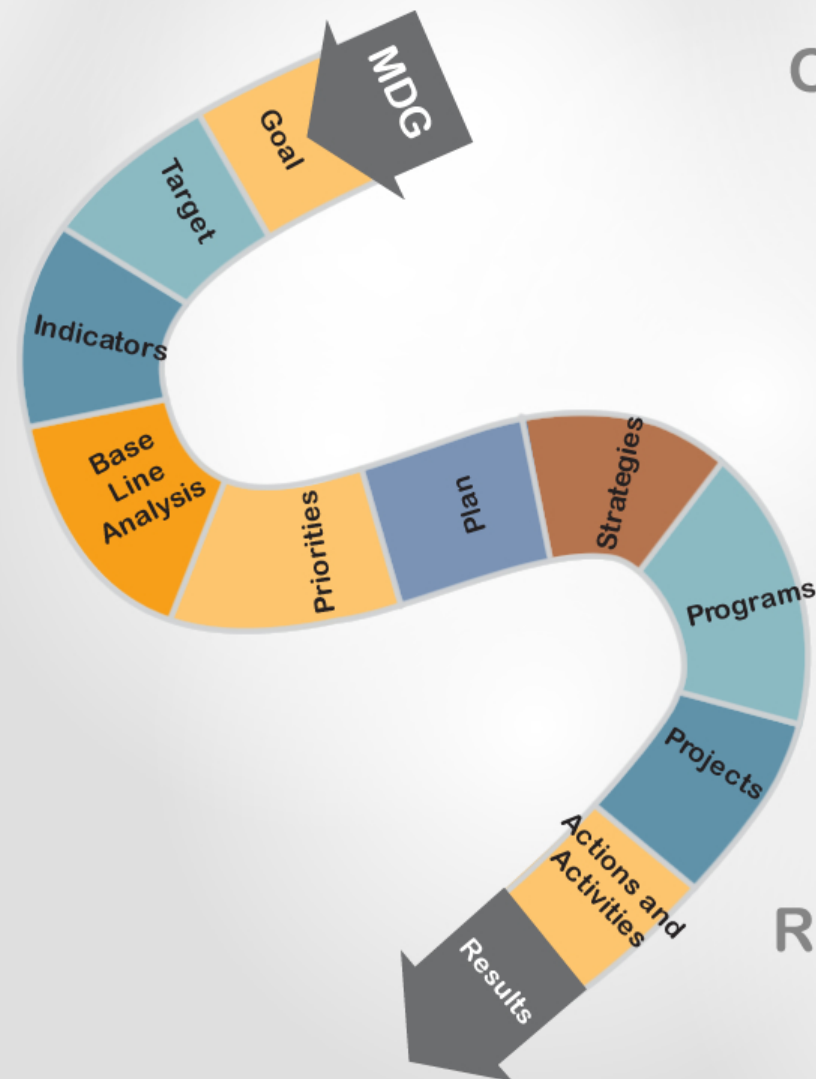 MDG
Goal
Target
Indicators
Base
Line
Analysis
Priorities
Plan
Strategies
Programs
Projects
Actions and
Activities
Results